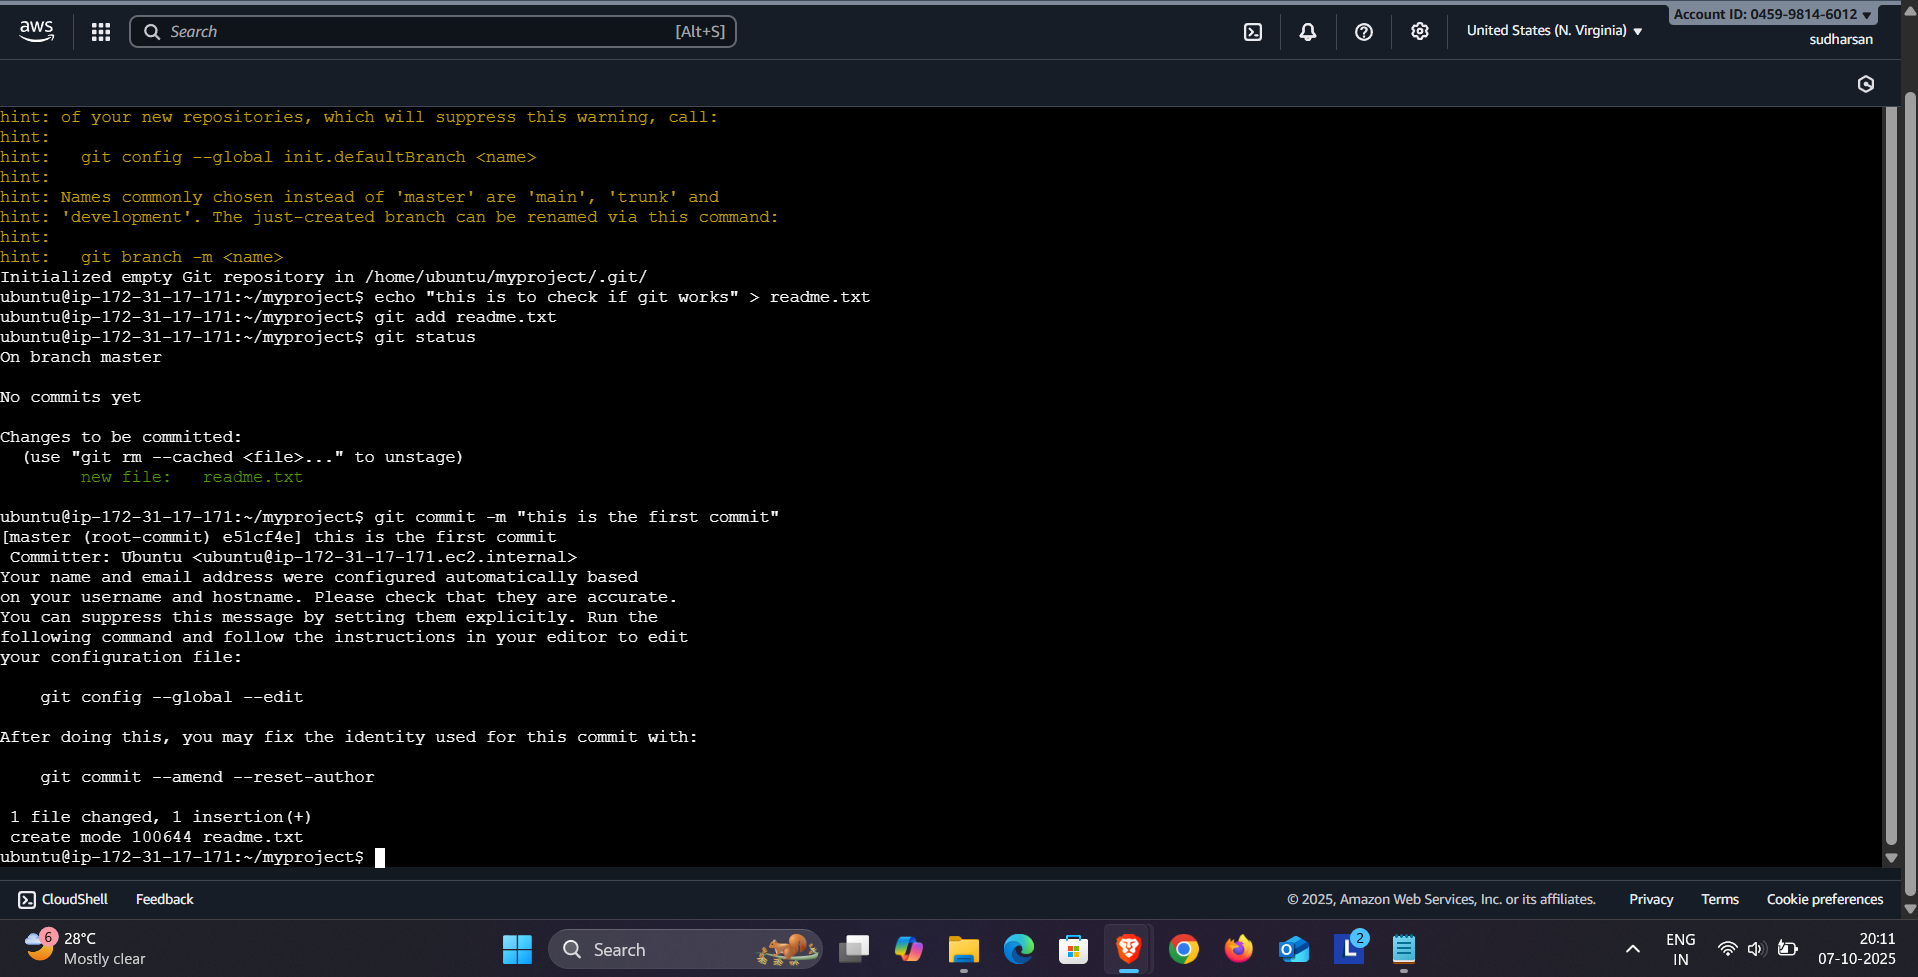 aws
Search [Alt+S]
United States (N. Virginia)
Account ID: 0459-9814-6012
sudharsan
hint: of your new repositories, which will suppress this warning, call:
hint:
hint:   git config --global init.defaultBranch <name>
hint:
hint: Names commonly chosen instead of 'master' are 'main', 'trunk' and
hint: 'development'. The just-created branch can be renamed via this command:
hint:
hint:   git branch -m <name>
Initialized empty Git repository in /home/ubuntu/myproject/.git/
ubuntu@ip-172-31-17-171:~/myproject$ echo "this is to check if git works" > readme.txt
ubuntu@ip-172-31-17-171:~/myproject$ git add readme.txt
ubuntu@ip-172-31-17-171:~/myproject$ git status
On branch master
No commits yet
Changes to be committed:
  (use "git rm --cached <file>..." to unstage)
        new file:   readme.txt
ubuntu@ip-172-31-17-171:~/myproject$ git commit -m "this is the first commit"
[master (root-commit) e51cf4e] this is the first commit
 Committer: Ubuntu <ubuntu@ip-172-31-17-171.ec2.internal>
Your name and email address were configured automatically based
on your username and hostname. Please check that they are accurate.
You can suppress this message by setting them explicitly. Run the
following command and follow the instructions in your editor to edit
your configuration file:
    git config --global --edit
After doing this, you may fix the identity used for this commit with:
    git commit --amend --reset-author
 1 file changed, 1 insertion(+)
 create mode 100644 readme.txt
ubuntu@ip-172-31-17-171:~/myproject$
CloudShell Feedback © 2025, Amazon Web Services, Inc. or its affiliates. Privacy Terms Cookie preferences
6 28°C
Mostly clear
Search
L 2
ENG
IN
20:11
07-10-2025